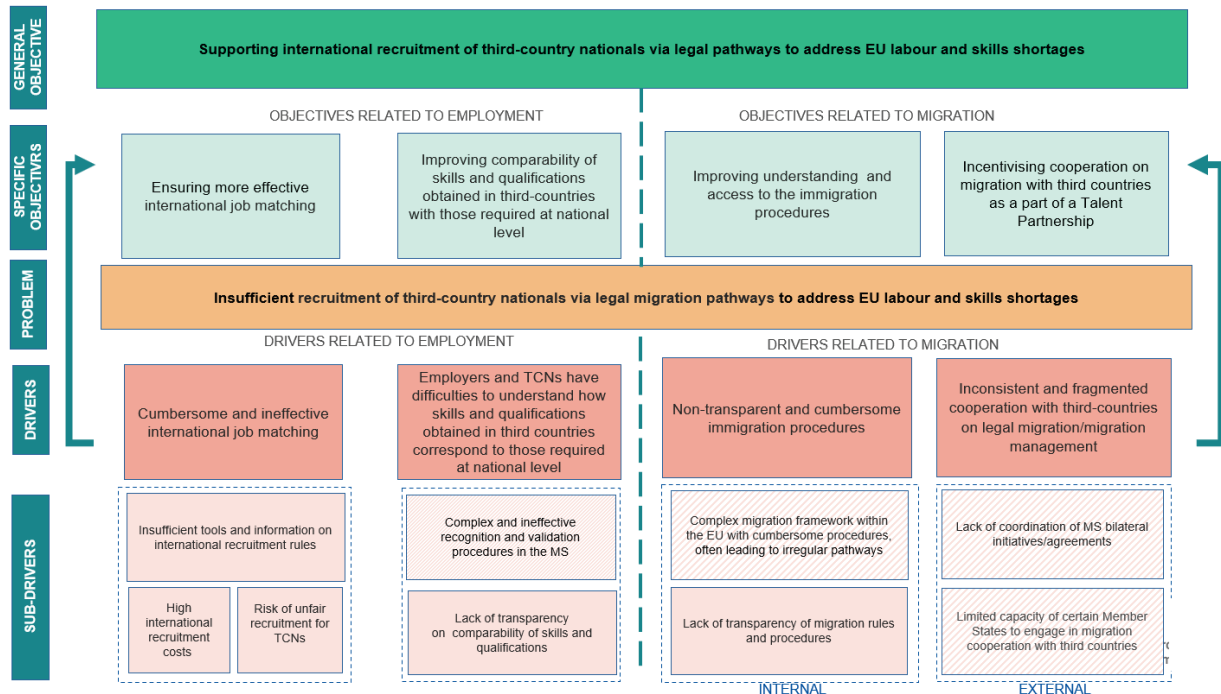 GENERAL
OBJECTIVE
Supporting international recruitment of third-country nationals via legal pathways to address EU labour and skills shortages
OBJECTIVES RELATED TO EMPLOYMENT
OBJECTIVES RELATED TO MIGRATION
SPECIFIC
OBJECTIVRS
Ensuring more effective
international job matching
Improving comparability of
skills and qualifications
obtained in third-countries
with those required at national
level
Improving understanding and
access to the immigration
procedures
Incentivising cooperation on
migration with third countries
as a part of a Talent
Partnership
PROBLEM
Insufficient recruitment of third-country nationals via legal migration pathways to address EU labour and skills shortages
DRIVERS RELATED TO EMPLOYMENT
DRIVERS RELATED TO MIGRATION
DRIVERS
Cumbersome and ineffective
international job matching
Employers and TCNs have
difficulties to understand how
skills and qualifications
obtained in third countries
correspond to those required
at national level
Non-transparent and cumbersome
immigration procedures
Inconsistent and fragmented
cooperation with third-countries
on legal migration/migration
management
SUB-DRIVERS
Insufficient tools and information on
international recruitment rules
High
international
recruitment
costs
Risk of unfair
recruitment for
TCNs
Complex and ineffective
recognition and validation
procedures in the MS
Lack of transparency
on comparability of skills and
qualifications
Complex migration framework within
the EU with cumbersome procedures,
often leading to irregular pathways
Lack of transparency of migration rules
and procedures
Lack of coordination of MS bilateral
initiatives/agreements
Limited capacity of certain Member
States to engage in migration
cooperation with third countries
INTERNAL
EXTERNAL